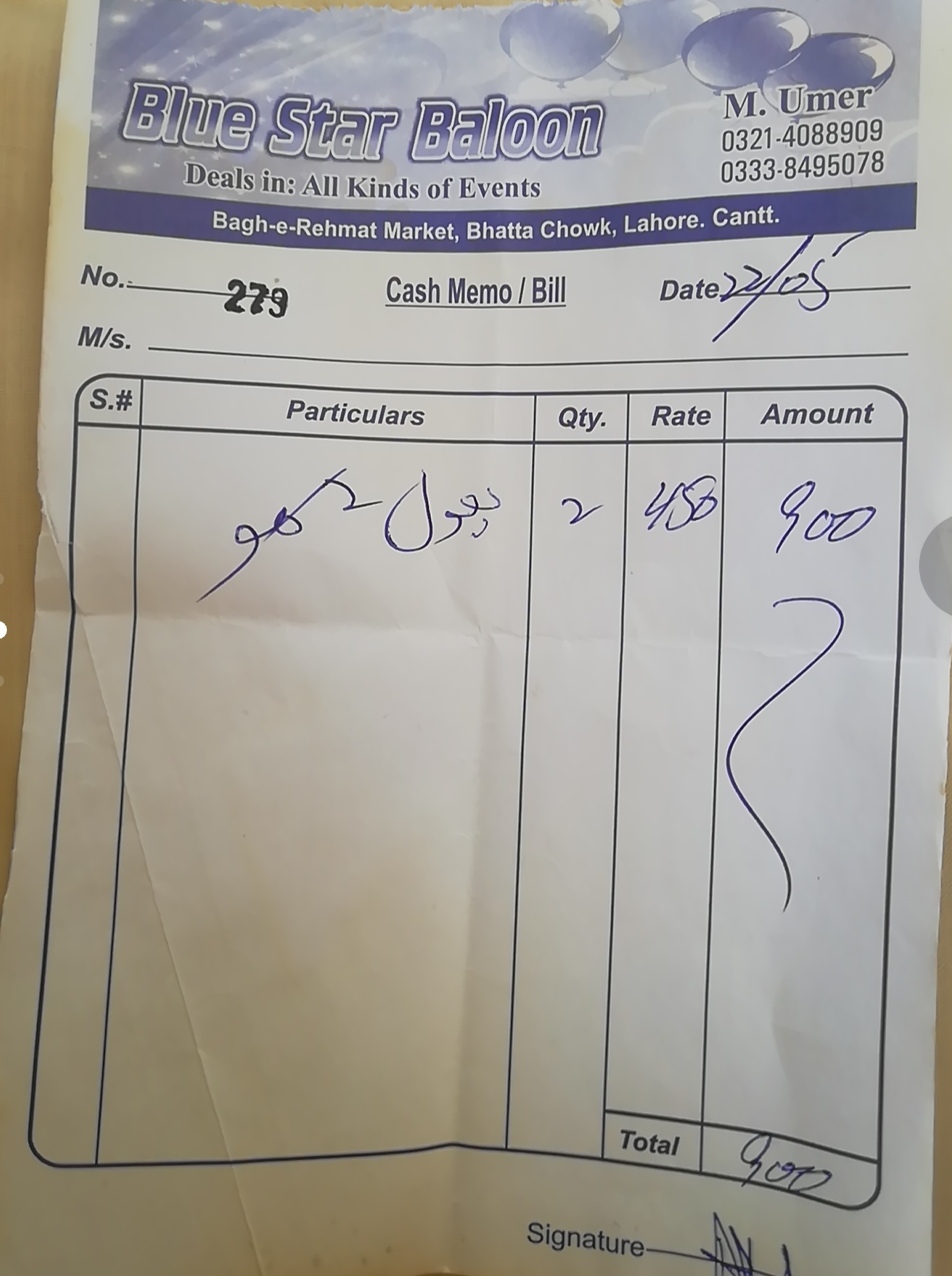 Blue Star Baloon
Deals in: All Kinds of Events
M. Umer
0321-4088909
0333-8495078
Bagh-e-Rehmat Market, Bhatta Chowk, Lahore. Cantt.
No. 279 Cash Memo / Bill Date 22/05
M/s.
S.# Particulars Qty. Rate Amount
2 450 900
Total 900
Signature